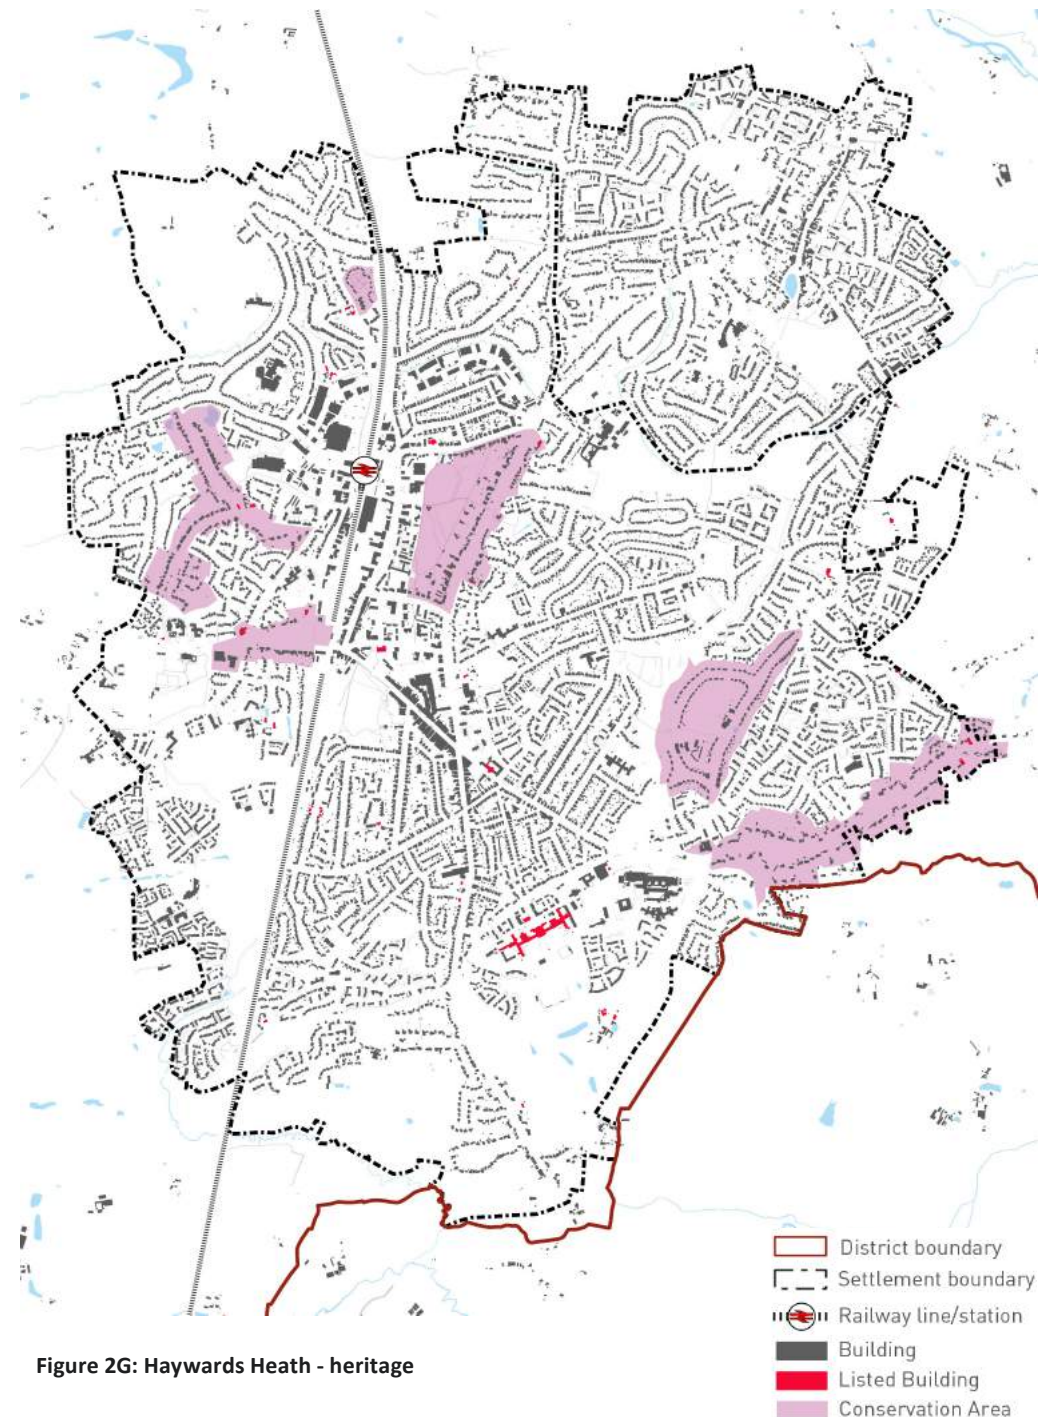 District boundary
Settlement boundary
Railway line/station
Building
Listed Building
Conservation Area
Figure 2G: Haywards Heath - heritage